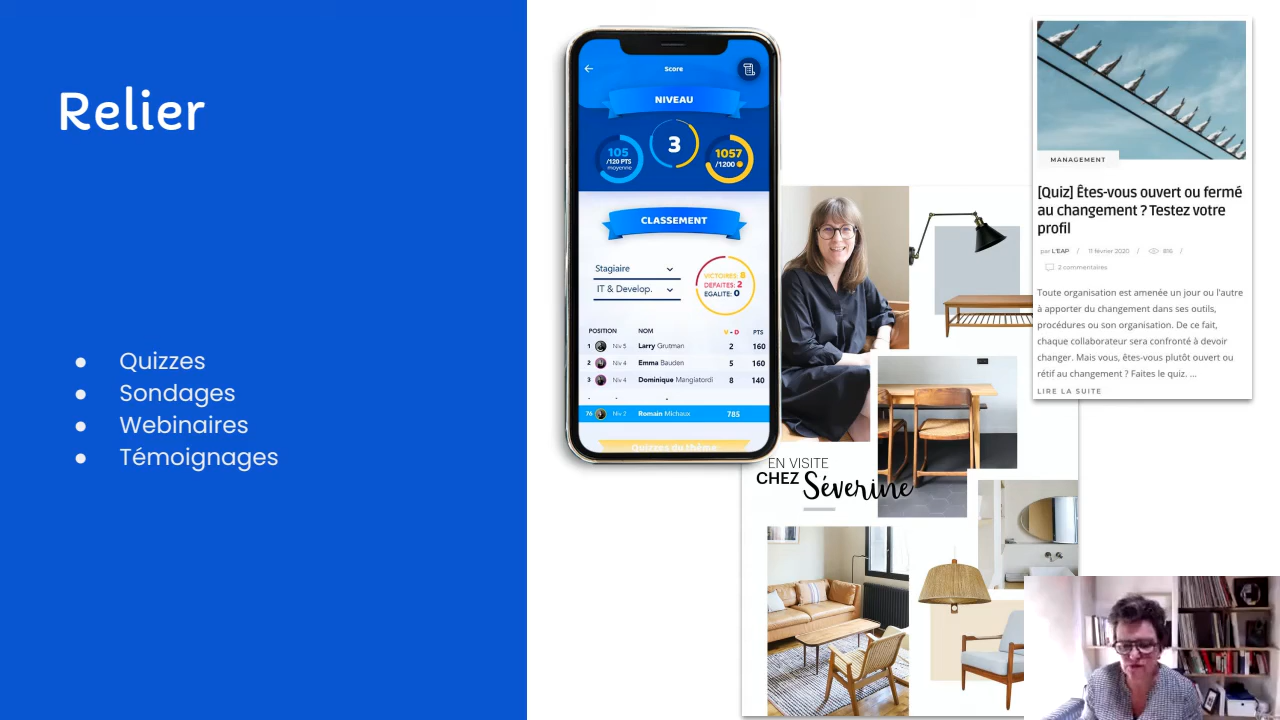 Relier
● Quizzes
● Sondages
● Webinaires
● Témoignages
Score
NIVEAU
105
/120 PTS
moyenne
3
1057
/1200
CLASSEMENT
Stagiaire
IT & Develop.
VICTOIRES: 8
DEFAITES: 2
EGALITE: 0
POSITION NOM V - D PTS
1 Niv 5 Larry Grutman 2 160
2 Niv 4 Emma Bauden 5 160
3 Niv 4 Dominique Mangiatordi 8 140
76 Niv 2 Romain Michaux 785
Quizzes du thème
EN VISITE
CHEZ Séverine
MANAGEMENT
[Quiz] Êtes-vous ouvert ou fermé
au changement ? Testez votre
profil
par L'EAP / 11 février 2020 / 816 /
2 commentaires
Toute organisation est amenée un jour ou l'autre
à apporter du changement dans ses outils,
procédures ou son organisation. De ce fait,
chaque collaborateur sera confronté à devoir
changer. Mais vous, êtes-vous plutôt ouvert ou
rétif au changement ? Faites le quiz. ...
LIRE LA SUITE